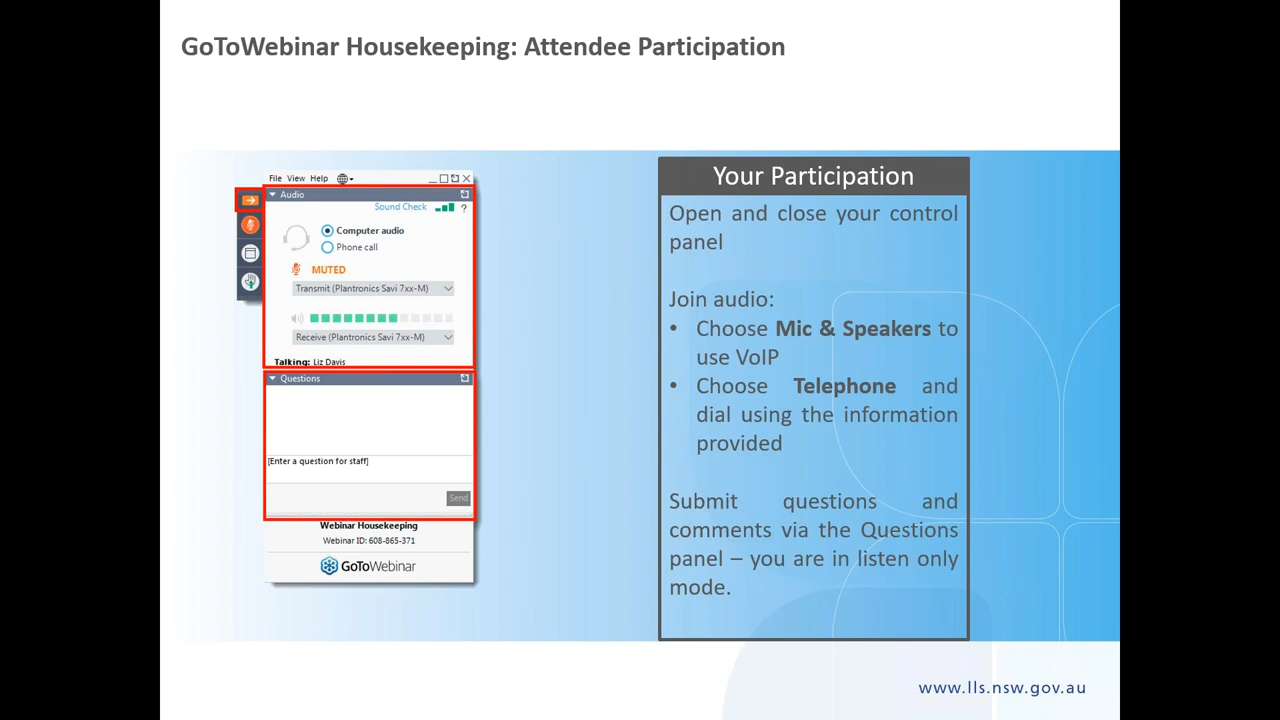 GoToWebinar Housekeeping: Attendee Participation
File View Help
Audio
Sound Check ?
Computer audio
Phone call
MUTED
Transmit (Plantronics Savi 7xx-M)
Receive (Plantronics Savi 7xx-M)
Talking: Liz Davis
Questions
[Enter a question for staff]
Send
Webinar Housekeeping
Webinar ID: 608-865-371
GoToWebinar
Your Participation
Open and close your control
panel
Join audio:
• Choose Mic & Speakers to
use VoIP
• Choose Telephone and
dial using the information
provided
Submit questions and
comments via the Questions
panel – you are in listen only
mode.
www.lls.nsw.gov.au